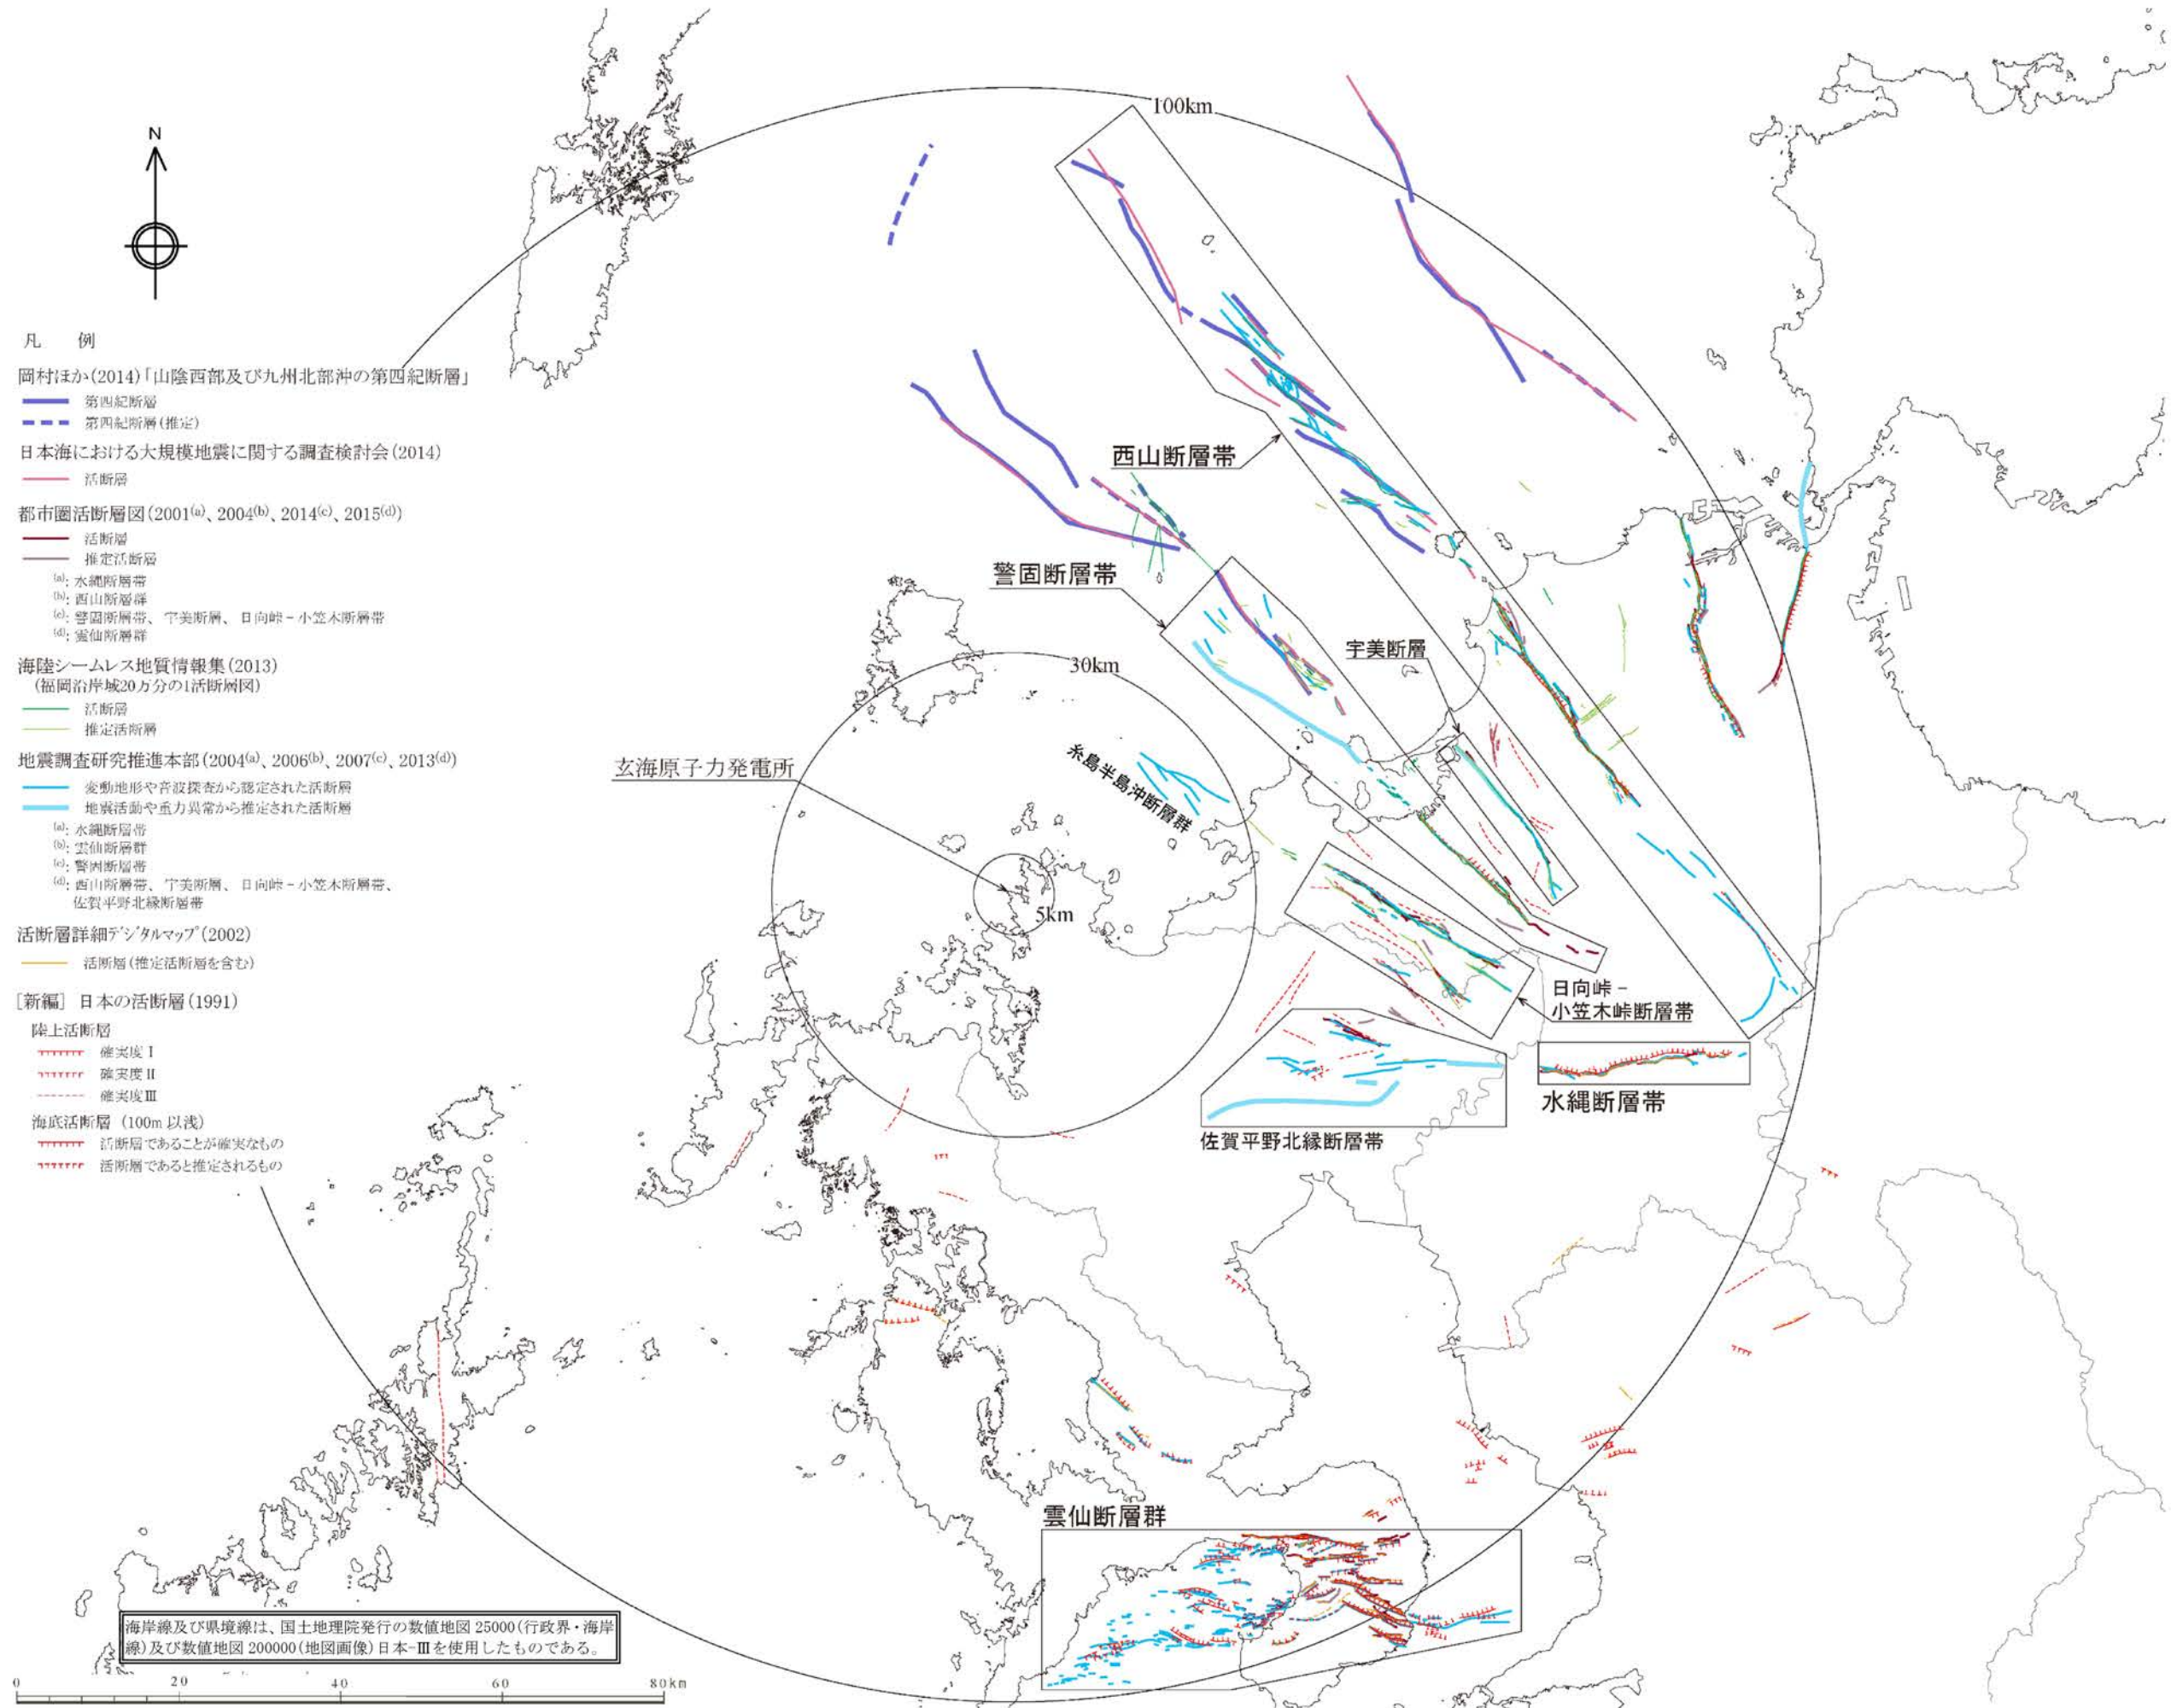 N
凡　例
岡村ほか(2014)「山陰西部及び九州北部沖の第四紀断層」
第四紀断層
第四紀断層(推定)
日本海における大規模地震に関する調査検討会(2014)
活断層
都市圏活断層図(2001(a)、2004(b)、2014(c)、2015(d))
活断層
推定活断層
(a): 水縄断層帯
(b): 西山断層群
(c): 警固断層帯、宇美断層、日向峠－小笠木断層帯
(d): 雲仙断層群
海陸シームレス地質情報集(2013)
(福岡沿岸域20万分の1活断層図)
活断層
推定活断層
地震調査研究推進本部(2004(a)、2006(b)、2007(c)、2013(d))
変動地形や音波探査から認定された活断層
地震活動や重力異常から推定された活断層
(a): 水縄断層帯
(b): 雲仙断層群
(c): 警固断層帯
(d): 西山断層帯、宇美断層、日向峠－小笠木断層帯、
佐賀平野北縁断層帯
活断層詳細デジタルマップ(2002)
活断層(推定活断層を含む)
[新編] 日本の活断層(1991)
陸上活断層
確実度Ⅰ
確実度Ⅱ
確実度Ⅲ
海底活断層 (100m 以浅)
活断層であることが確実なもの
活断層であると推定されるもの
100km
西山断層帯
警固断層帯
宇美断層
30km
玄海原子力発電所
糸島半島沖断層群
5km
日向峠－
小笠木峠断層帯
水縄断層帯
佐賀平野北縁断層帯
雲仙断層群
海岸線及び県境線は、国土地理院発行の数値地図 25000(行政界・海岸
線)及び数値地図 200000(地図画像)日本-Ⅲを使用したものである。
0 20 40 60 80km